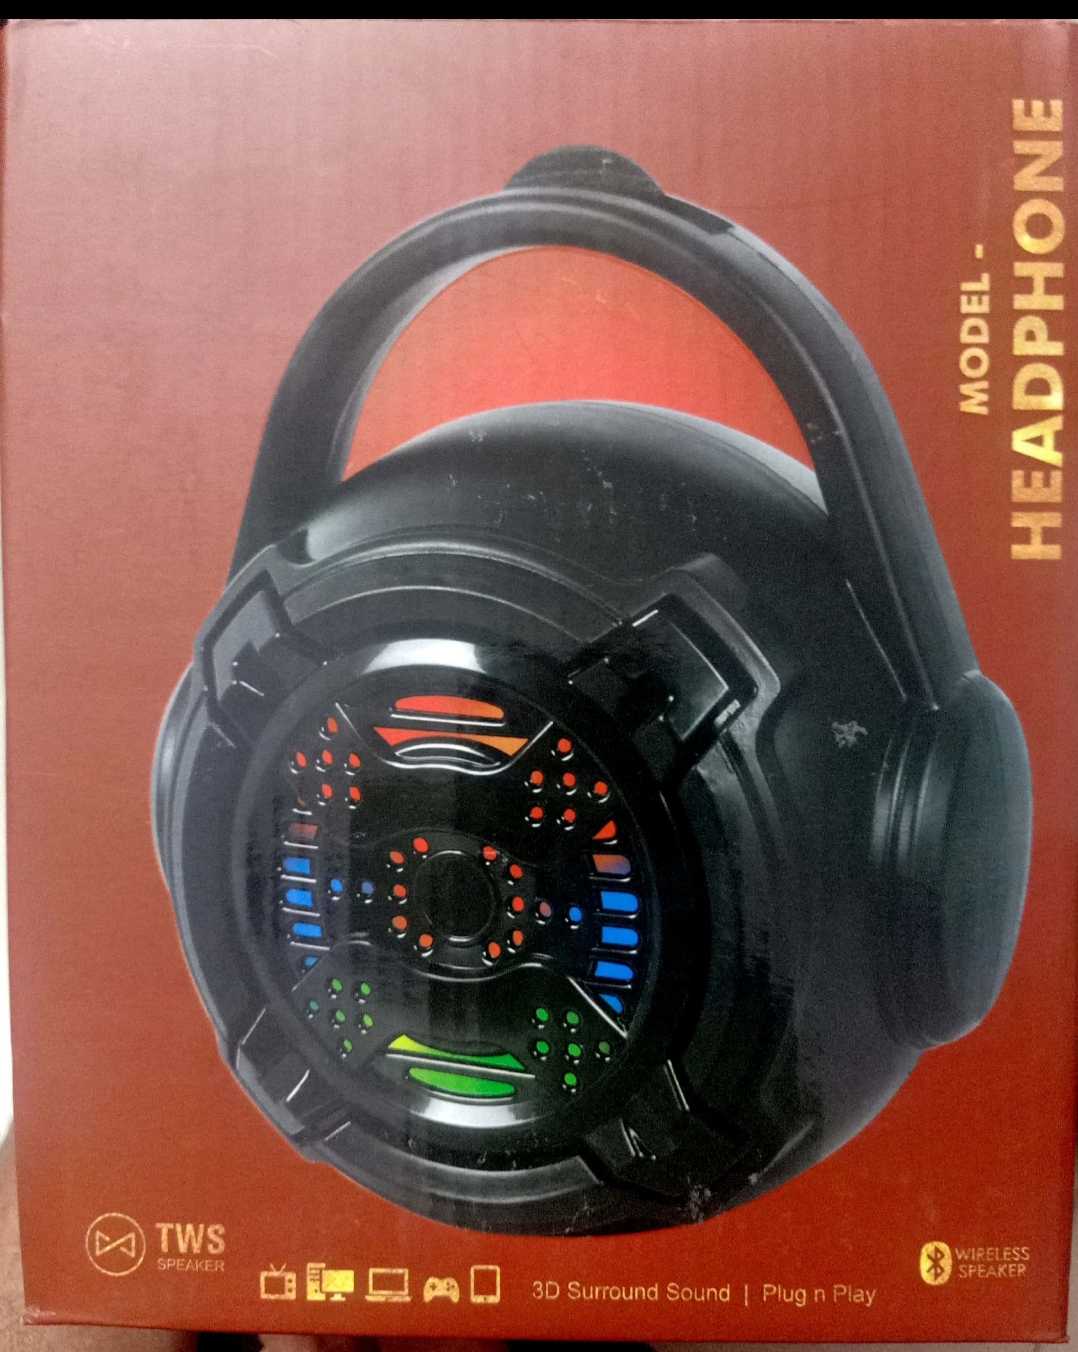 MODEL -
HEADPHONE
TWS
SPEAKER
3D Surround Sound | Plug n Play
WIRELESS
SPEAKER